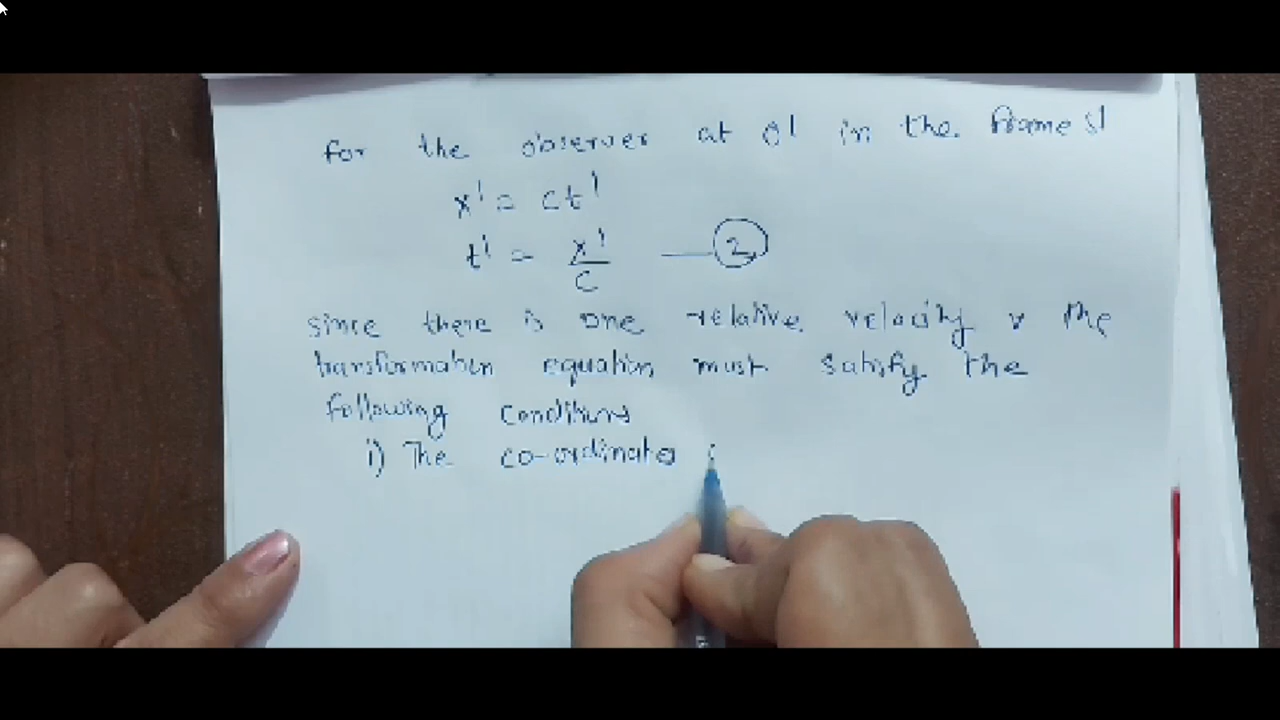 for the observer at O' in the frame s'
x' = ct'
t' = x'/c — 2
since there is one relative velocity v the
transformation equation must satisfy the
following conditions
i) The co-ordinates